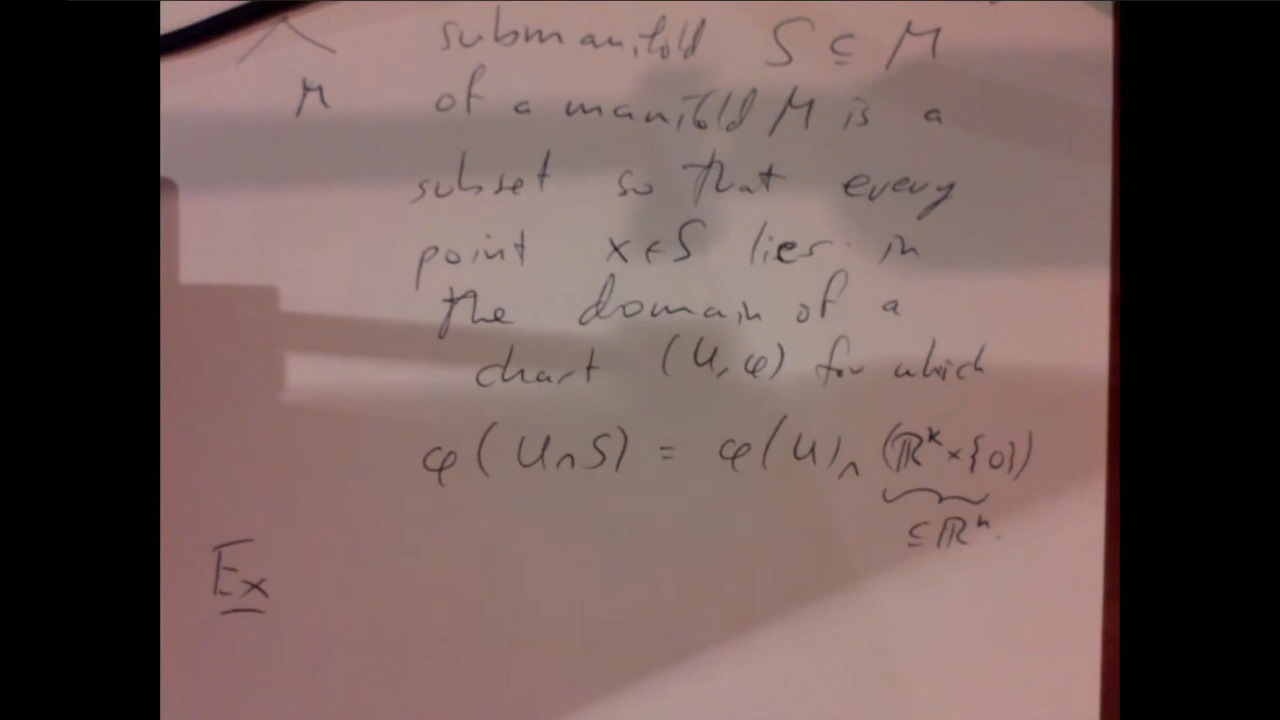 submanifold S ⊆ M
M of a manifold M is a
subset so that every
point x ∈ S lies in
the domain of a
chart (U, φ) for which
φ(U∩S) = φ(U) ∩ (ℝᵏ × {0})
⊆ ℝⁿ.
Ex